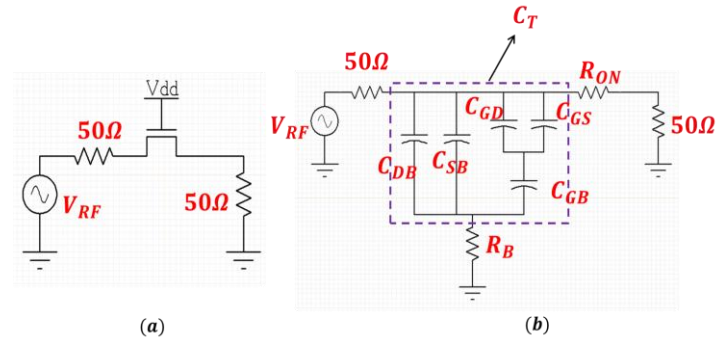 C_T
50Ω
R_ON
Vdd
50Ω
V_RF
C_GD
C_GS
50Ω
50Ω
C_DB
C_SB
V_RF
C_GB
R_B
(a)
(b)